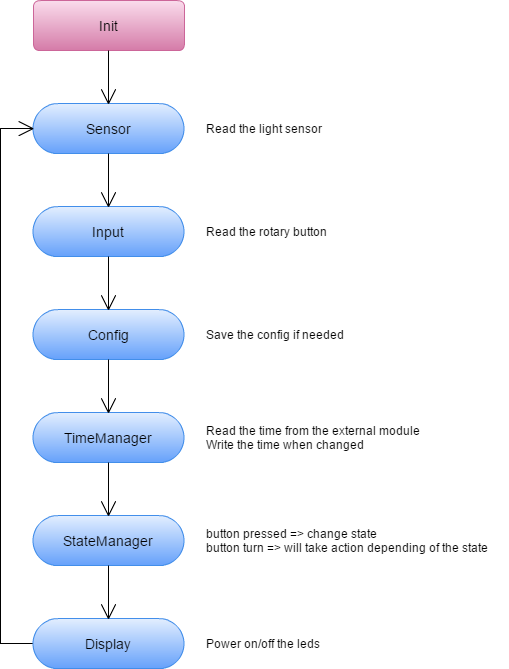 Init
Sensor
Read the light sensor
Input
Read the rotary button
Config
Save the config if needed
TimeManager
Read the time from the external module
Write the time when changed
StateManager
button pressed => change state
button turn => will take action depending of the state
Display
Power on/off the leds